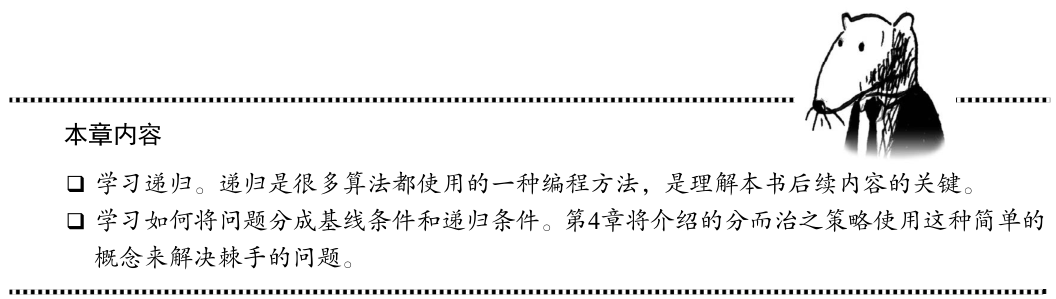 本章内容
❑ 学习递归。递归是很多算法都使用的一种编程方法，是理解本书后续内容的关键。
❑ 学习如何将问题分成基线条件和递归条件。第4章将介绍的分而治之策略使用这种简单的
概念来解决棘手的问题。